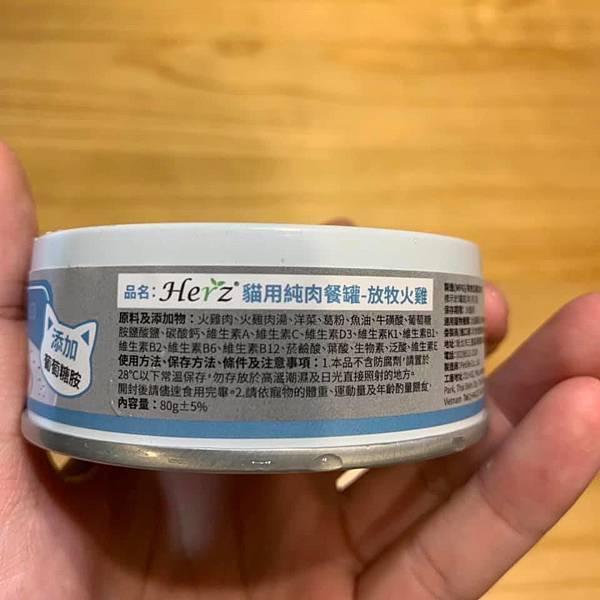 品名：Herz® 貓用純肉餐罐-放牧火雞
原料及添加物：火雞肉、火雞肉湯、洋菜、葛粉、魚油、牛磺酸、葡萄糖
胺鹽酸鹽、碳酸鈣、維生素A、維生素C、維生素D3、維生素K1、維生素B1、
維生素B2、維生素B6、維生素B12、菸鹼酸、葉酸、生物素、泛酸、維生素E
使用方法、保存方法、條件及注意事項：1.本品不含防腐劑，請置於
28℃以下常溫保存，勿存放於高溫潮濕及日光直接照射的地方。
開封後請儘速食用完畢。2.請依寵物的體重、運動量及年齡酌量餵食。
內容量：80g±5%
添加
葡萄糖胺
Vietnam